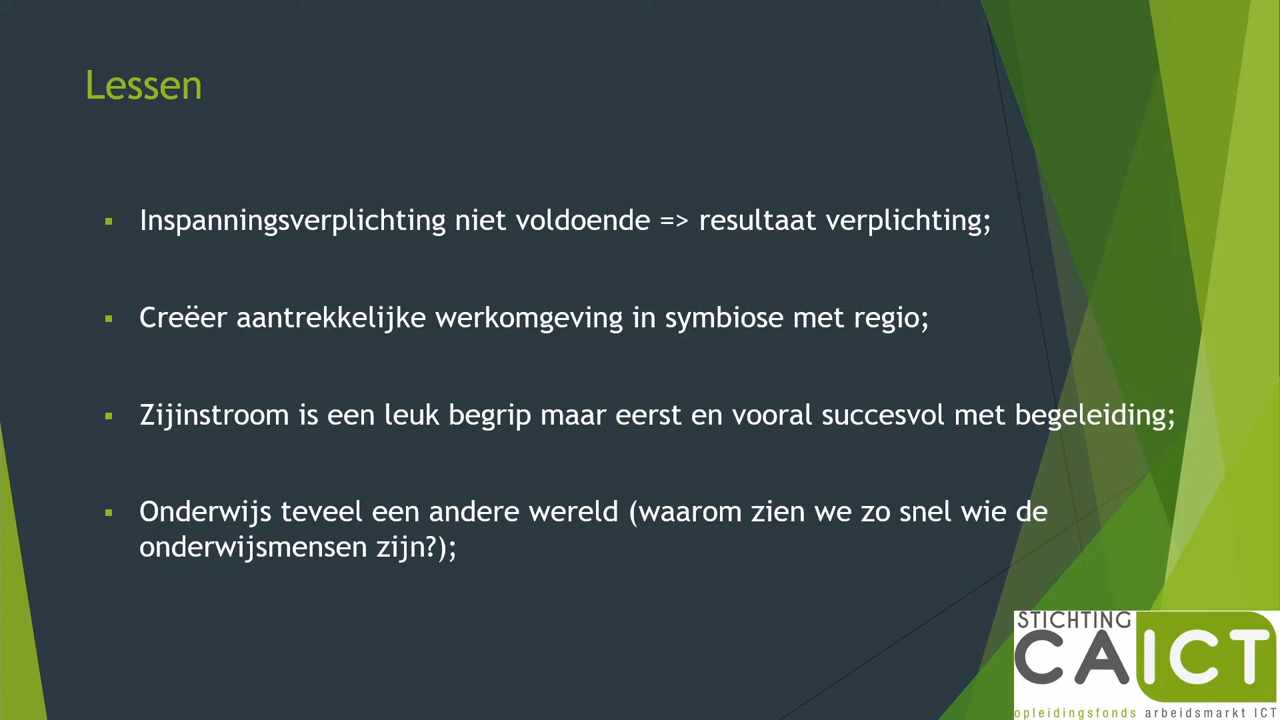 Lessen
▪ Inspanningsverplichting niet voldoende => resultaat verplichting;
▪ Creëer aantrekkelijke werkomgeving in symbiose met regio;
▪ Zijinstroom is een leuk begrip maar eerst en vooral succesvol met begeleiding;
▪ Onderwijs teveel een andere wereld (waarom zien we zo snel wie de
onderwijsmensen zijn?);
STICHTING
CAICT
opleidingsfonds arbeidsmarkt ICT